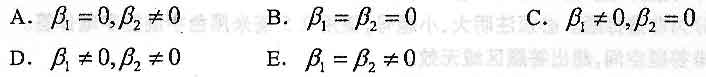 A. β₁ = 0, β₂ ≠ 0 B. β₁ = β₂ = 0 C. β₁ ≠ 0, β₂ = 0
D. β₁ ≠ 0, β₂ ≠ 0 E. β₁ = β₂ ≠ 0